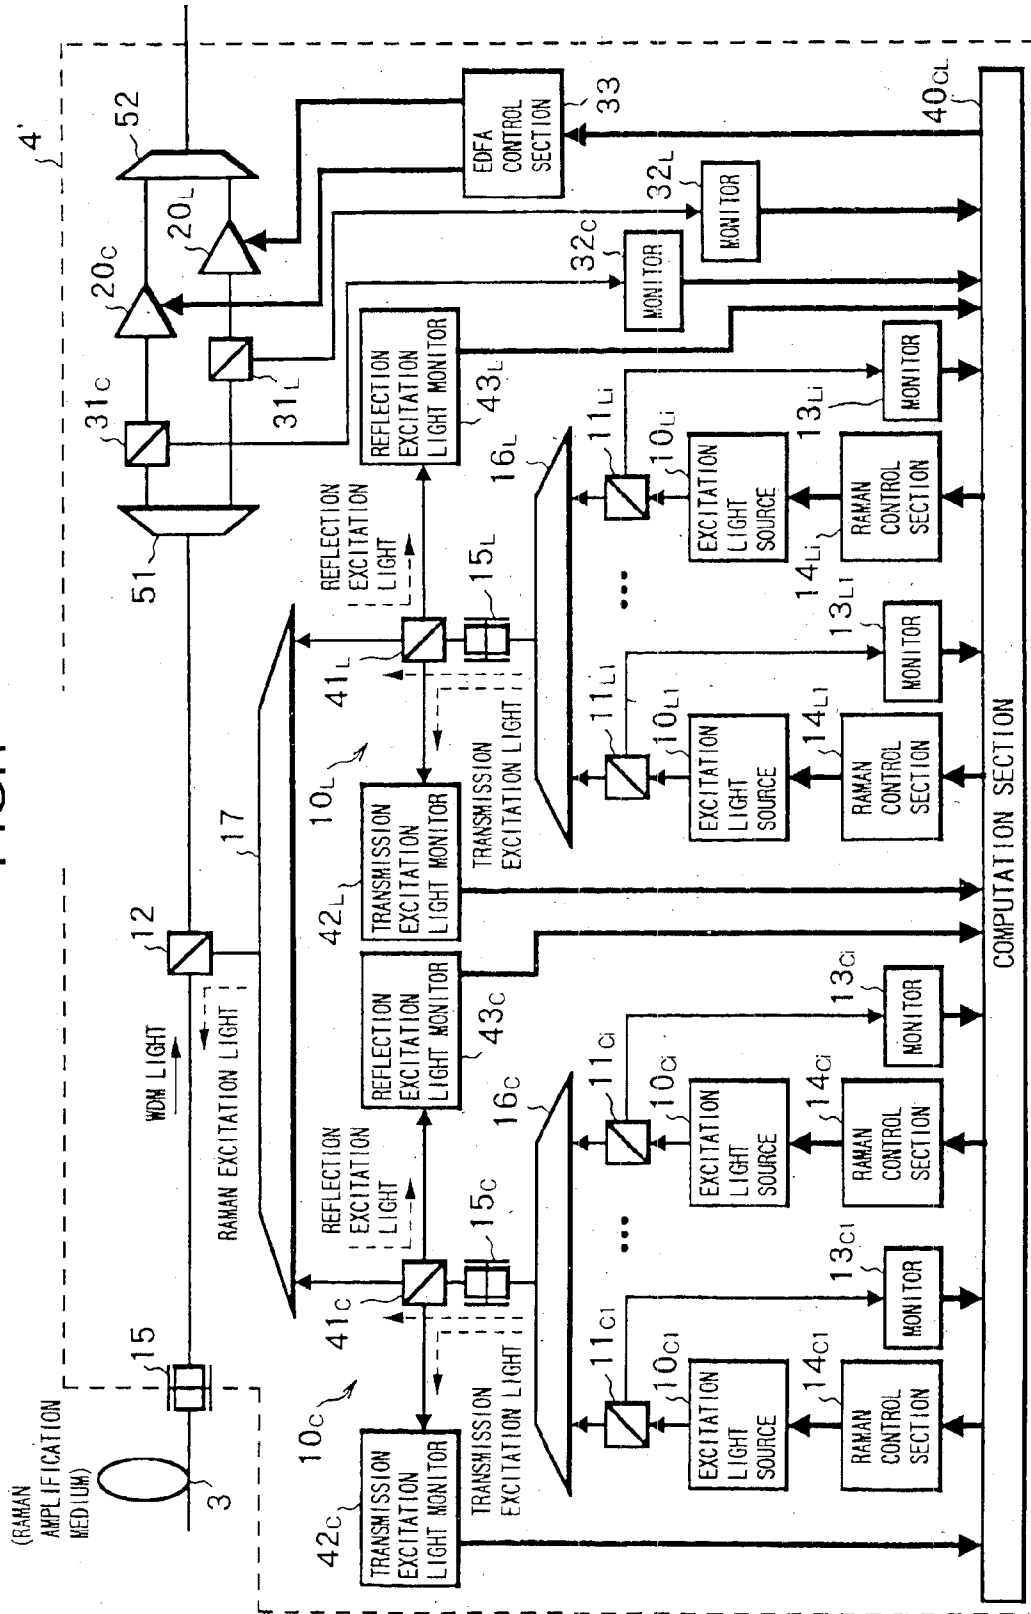 4'
52
20C
20L
31C
31L
51
12
17
WDM LIGHT
RAMAN EXCITATION LIGHT
15
(RAMAN
AMPLIFICATION
MEDIUM)
3
EDFA
CONTROL
SECTION
33
40CL
MONITOR
32L
MONITOR
32C
REFLECTION
EXCITATION
LIGHT MONITOR
43L
REFLECTION
EXCITATION
LIGHT
41L
15L
16L
10L
TRANSMISSION
EXCITATION LIGHT
TRANSMISSION
EXCITATION
LIGHT MONITOR
42L
REFLECTION
EXCITATION
LIGHT MONITOR
43C
REFLECTION
EXCITATION
LIGHT
41C
15C
16C
10C
TRANSMISSION
EXCITATION LIGHT
TRANSMISSION
EXCITATION
LIGHT MONITOR
42C
11C1
10C1
EXCITATION
LIGHT
SOURCE
14C1
RAMAN
CONTROL
SECTION
13C1
MONITOR
•••
11Ci
10Ci
EXCITATION
LIGHT
SOURCE
14Ci
RAMAN
CONTROL
SECTION
13Ci
MONITOR
11L1
10L1
EXCITATION
LIGHT
SOURCE
14L1
RAMAN
CONTROL
SECTION
13L1
MONITOR
•••
11Li
10Li
EXCITATION
LIGHT
SOURCE
14Li
RAMAN
CONTROL
SECTION
13Li
MONITOR
COMPUTATION SECTION